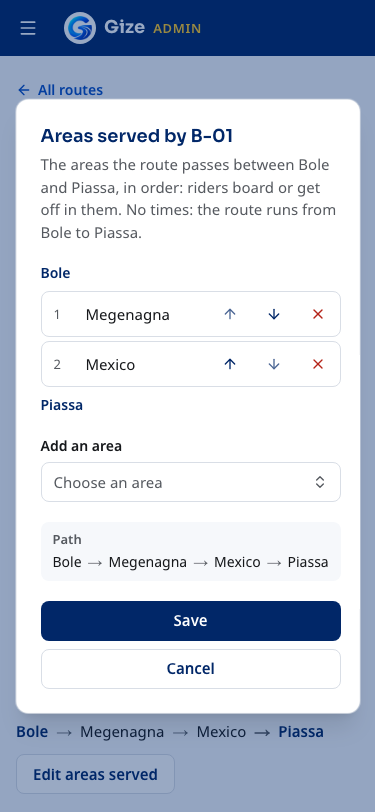 Gize ADMIN
← All routes
Areas served by B-01
The areas the route passes between Bole
and Piassa, in order: riders board or get
off in them. No times: the route runs from
Bole to Piassa.
Bole
1 Megenagna ↑ ↓ ×
2 Mexico ↑ ↓ ×
Piassa
Add an area
Choose an area
Path
Bole → Megenagna → Mexico → Piassa
Save
Cancel
Bole → Megenagna → Mexico → Piassa
Edit areas served